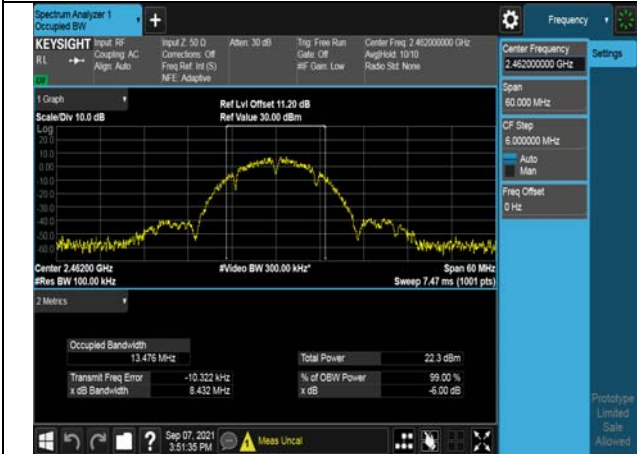 Spectrum Analyzer 1
Occupied BW
+
Frequency
KEYSIGHT
RL
Input: RF
Coupling: AC
Align: Auto
Input Z: 50 Ω
Corrections: Off
Freq Ref: Int (S)
NFE: Adaptive
Atten: 30 dB
Trig: Free Run
Gate: Off
#IF Gain: Low
Center Freq: 2.462000000 GHz
Avg|Hold: 10/10
Radio Std: None
Center Frequency
2.462000000 GHz
Settings
Span
60.000 MHz
CF Step
6.000000 MHz
Auto
Man
Freq Offset
0 Hz
1 Graph
Scale/Div 10.0 dB
Ref Lvl Offset 11.20 dB
Ref Value 30.00 dBm
Log
20.0
10.0
0.00
-10.0
-20.0
-30.0
-40.0
-50.0
-60.0
Center 2.46200 GHz
#Res BW 100.00 kHz
#Video BW 300.00 kHz*
Span 60 MHz
Sweep 7.47 ms (1001 pts)
2 Metrics
Occupied Bandwidth
13.476 MHz
Total Power
22.3 dBm
Transmit Freq Error
-10.322 kHz
% of OBW Power
99.00 %
x dB Bandwidth
8.432 MHz
x dB
-6.00 dB
Prototype
Limited
Sale
Allowed
?
Sep 07, 2021
3:51:35 PM
Meas Uncal